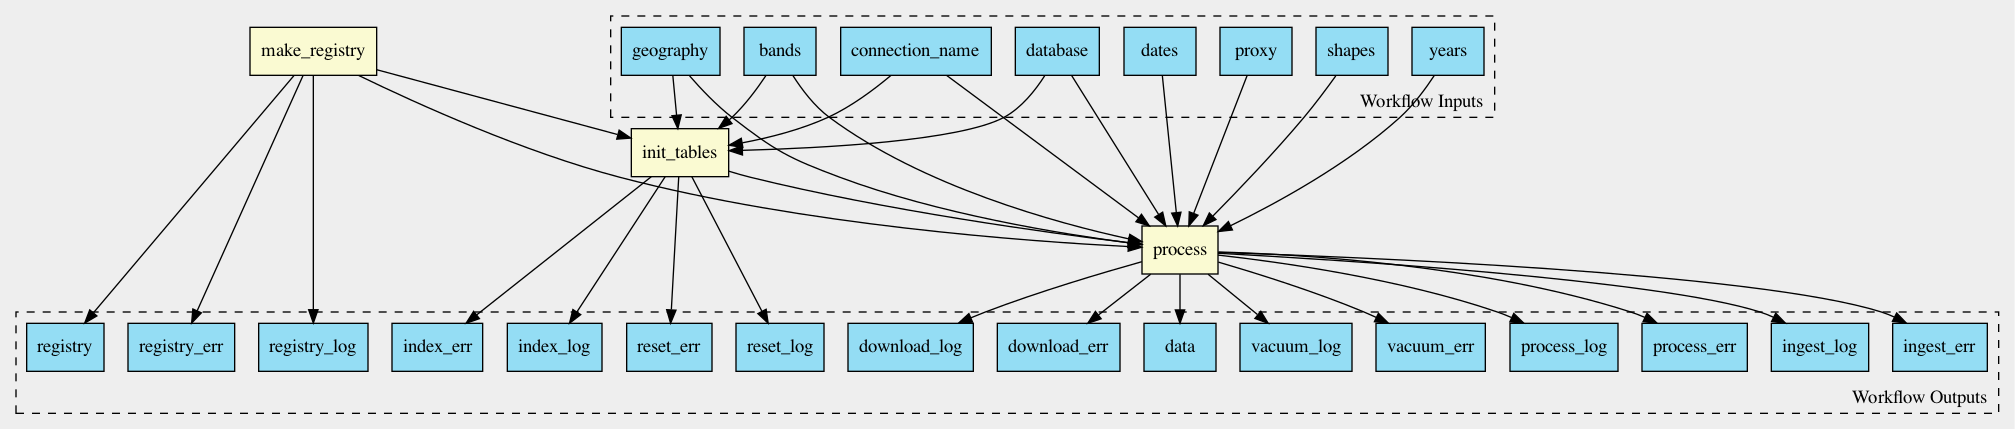 make_registry
geography
bands
connection_name
database
dates
proxy
shapes
years
Workflow Inputs
init_tables
process
registry
registry_err
registry_log
index_err
index_log
reset_err
reset_log
download_log
download_err
data
vacuum_log
vacuum_err
process_log
process_err
ingest_log
ingest_err
Workflow Outputs